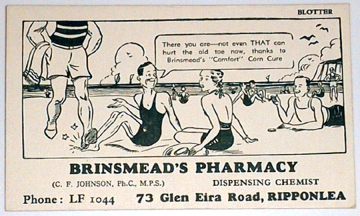 BLOTTER
There you are—not even THAT can
hurt the old toe now, thanks to
Brinsmead's "Comfort" Corn Cure
BRINSMEAD'S PHARMACY
(C. F. JOHNSON, Ph.C., M.P.S.) DISPENSING CHEMIST
Phone: LF 1044 73 Glen Eira Road, RIPPONLEA